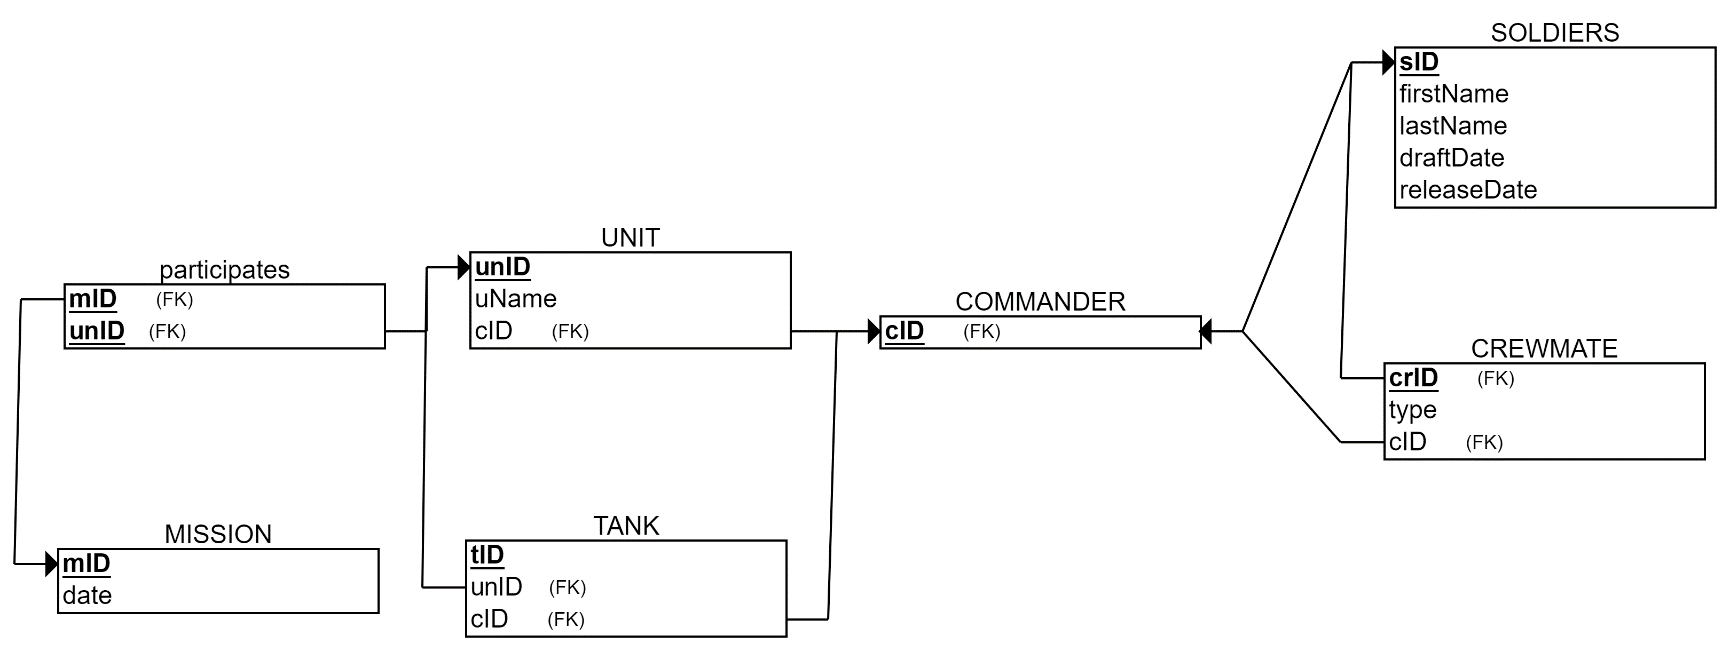 SOLDIERS
sID
firstName
lastName
draftDate
releaseDate
UNIT
unID
uName
cID (FK)
participates
mID (FK)
unID (FK)
COMMANDER
cID (FK)
CREWMATE
crID (FK)
type
cID (FK)
MISSION
mID
date
TANK
tID
unID (FK)
cID (FK)